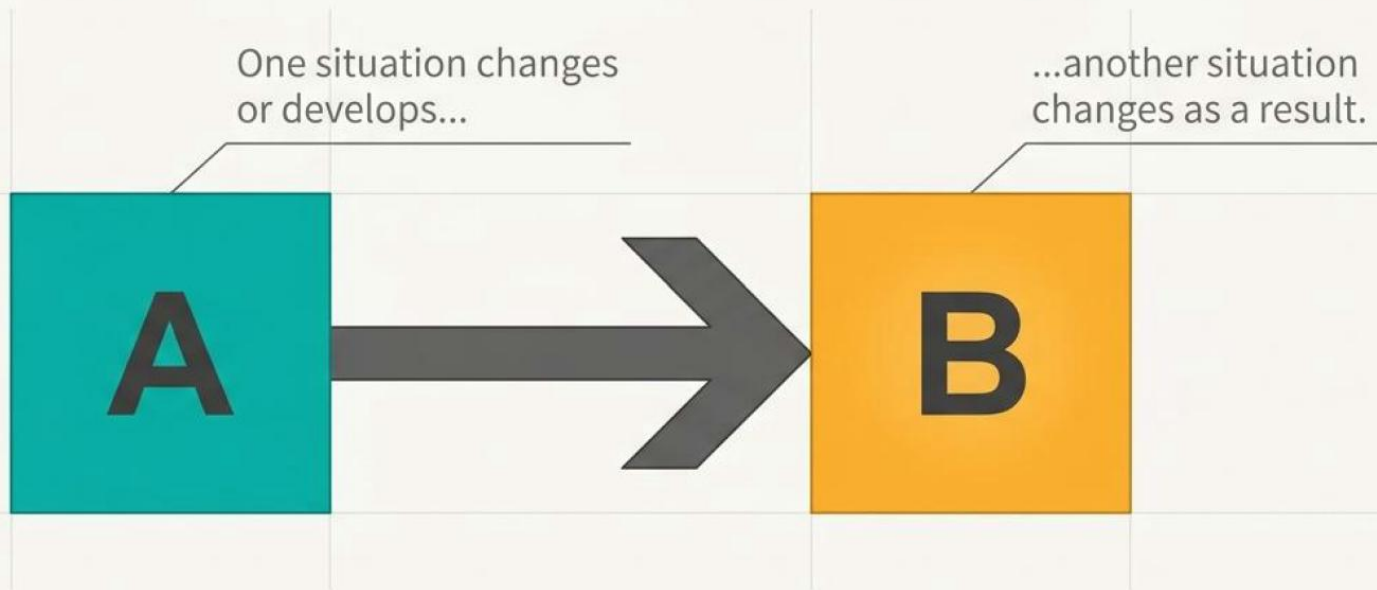 One situation changes
or develops...
...another situation
changes as a result.
A
B